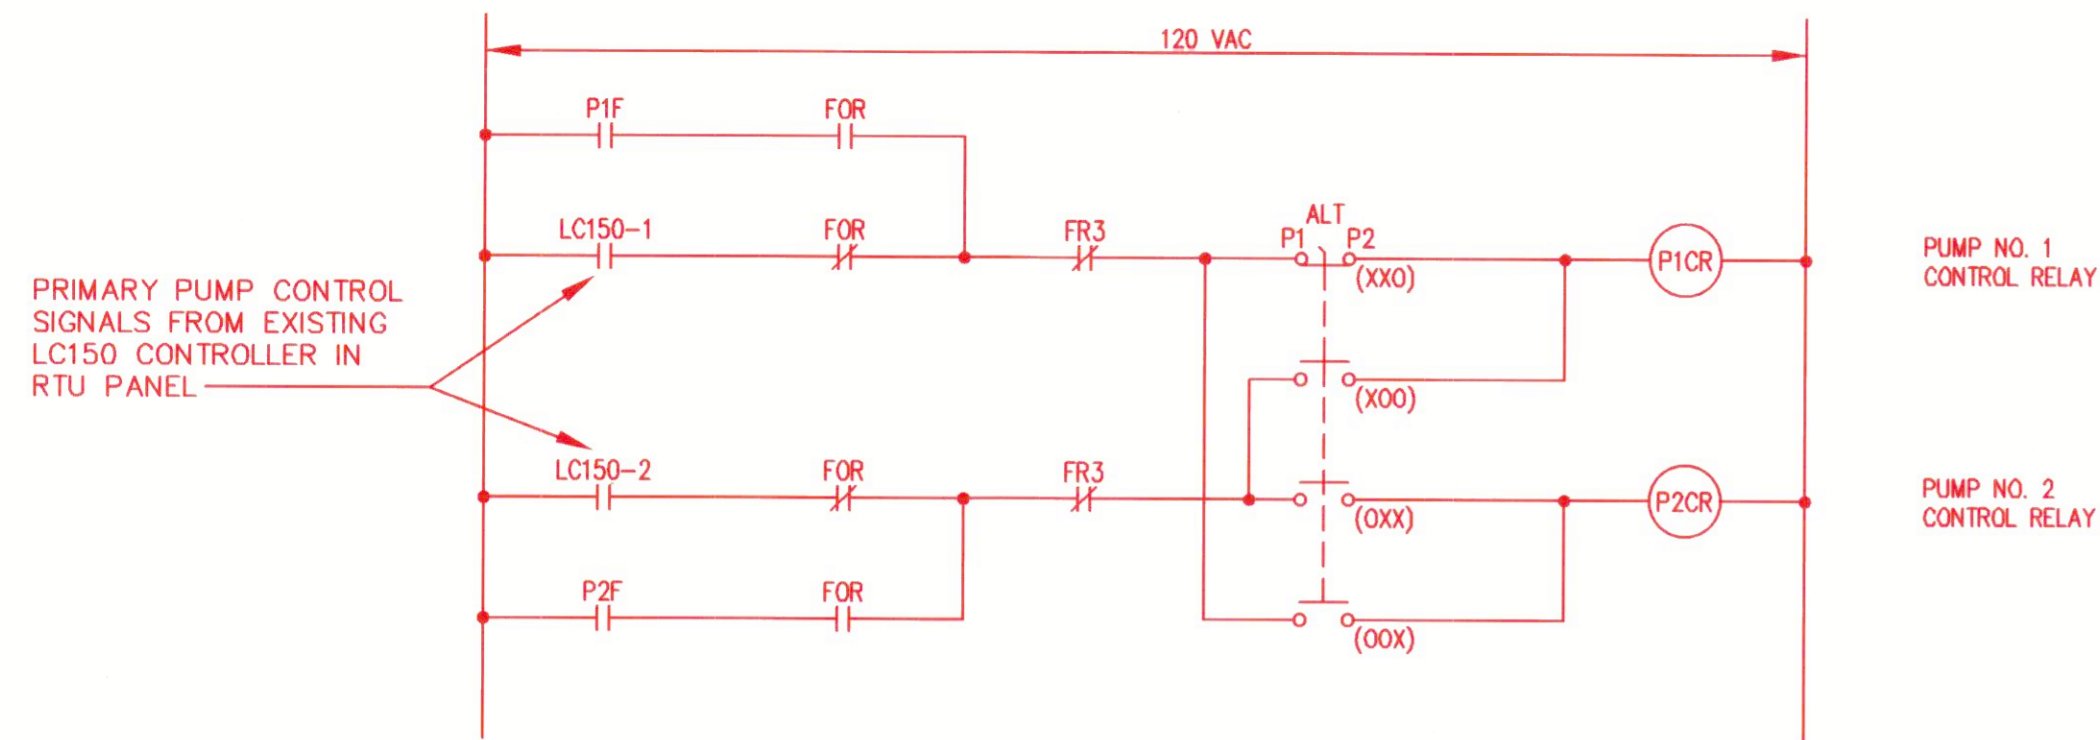 120 VAC
P1F
FOR
LC150-1
FOR
FR3
ALT
P1
P2
(XXO)
P1CR
PUMP NO. 1
CONTROL RELAY
PRIMARY PUMP CONTROL
SIGNALS FROM EXISTING
LC150 CONTROLLER IN
RTU PANEL
(XOO)
LC150-2
FOR
FR3
(OXX)
P2CR
PUMP NO. 2
CONTROL RELAY
P2F
FOR
(OOX)